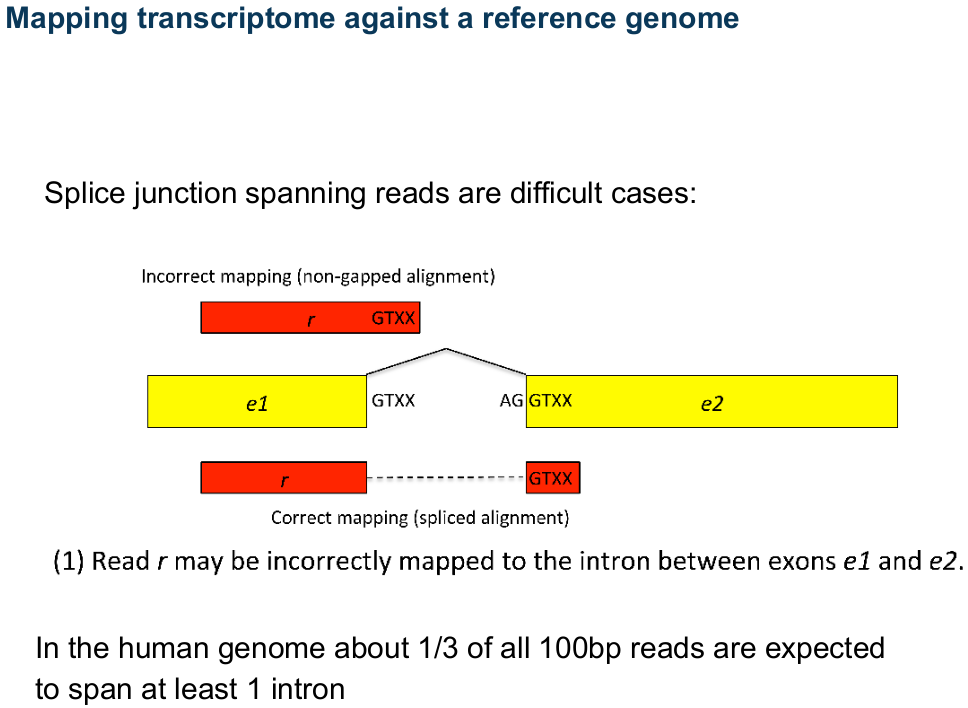 Mapping transcriptome against a reference genome
Splice junction spanning reads are difficult cases:
Incorrect mapping (non-gapped alignment)
r GTXX
e1 GTXX AG GTXX e2
r GTXX
Correct mapping (spliced alignment)
(1) Read r may be incorrectly mapped to the intron between exons e1 and e2.
In the human genome about 1/3 of all 100bp reads are expected
to span at least 1 intron